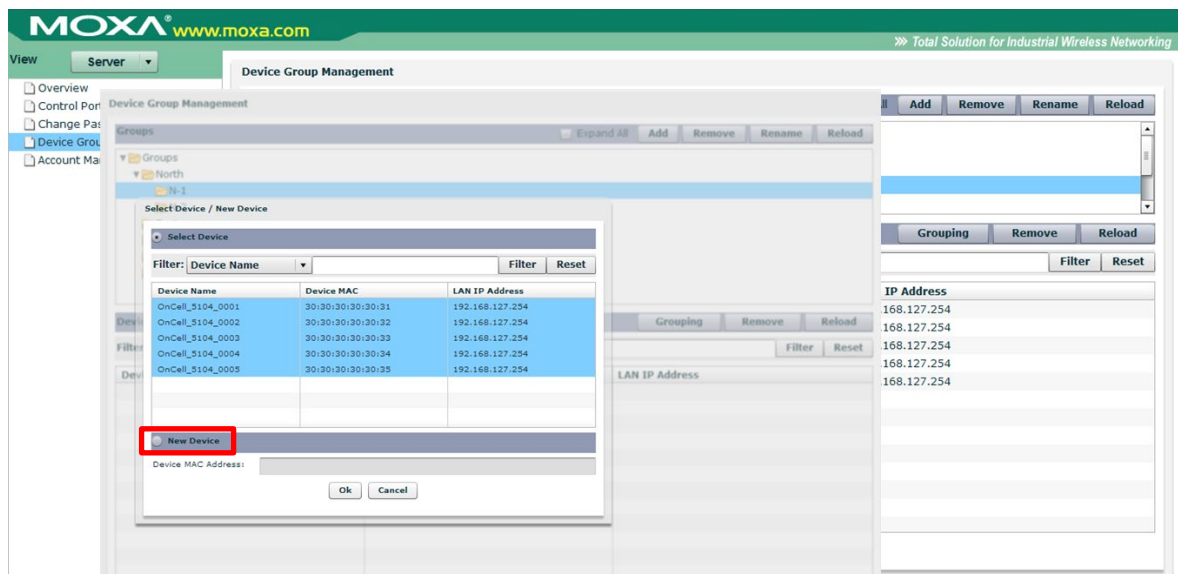 MOXA® www.moxa.com
Total Solution for Industrial Wireless Networking
View Server
Overview
Control Por
Change Pas
Device Grou
Account Ma
Device Group Management
Add Remove Rename Reload
Device Group Management
Groups Expand All Add Remove Rename Reload
Groups
North
N-1
Select Device / New Device
Select Device
Filter: Device Name Filter Reset
Device Name Device MAC LAN IP Address
OnCell_5104_0001 30:30:30:30:30:31 192.168.127.254
OnCell_5104_0002 30:30:30:30:30:32 192.168.127.254
OnCell_5104_0003 30:30:30:30:30:33 192.168.127.254
OnCell_5104_0004 30:30:30:30:30:34 192.168.127.254
OnCell_5104_0005 30:30:30:30:30:35 192.168.127.254
New Device
Device MAC Address:
Ok Cancel
Devi Grouping Remove Reload
Filter Filter Reset
Devi LAN IP Address
Grouping Remove Reload
Filter Reset
IP Address
.168.127.254
.168.127.254
.168.127.254
.168.127.254
.168.127.254